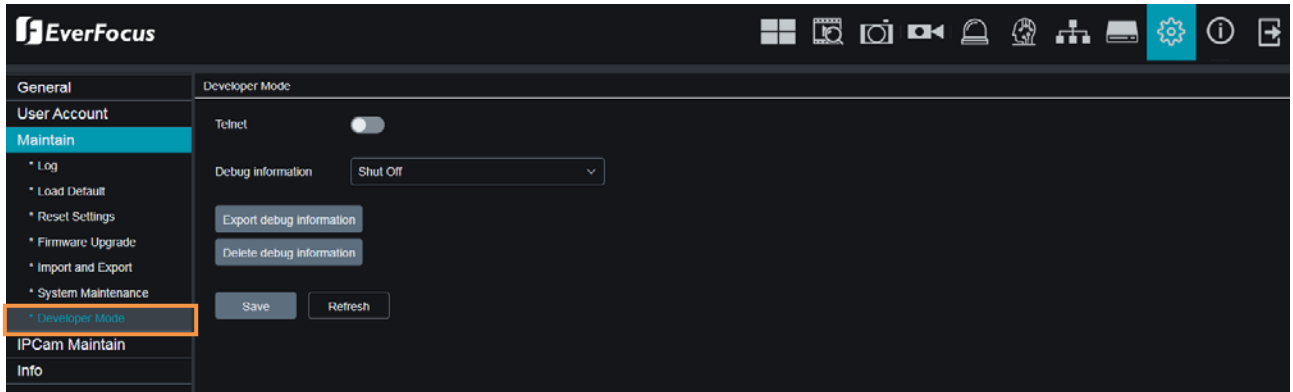 EverFocus
General
User Account
Maintain
* Log
* Load Default
* Reset Settings
* Firmware Upgrade
* Import and Export
* System Maintenance
* Developer Mode
IPCam Maintain
Info
Developer Mode
Telnet
Debug information Shut Off
Export debug information
Delete debug information
Save Refresh